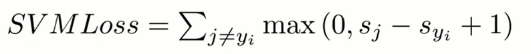 SVMLoss = ∑_{j≠y_i} max (0, s_j − s_{y_i} + 1)